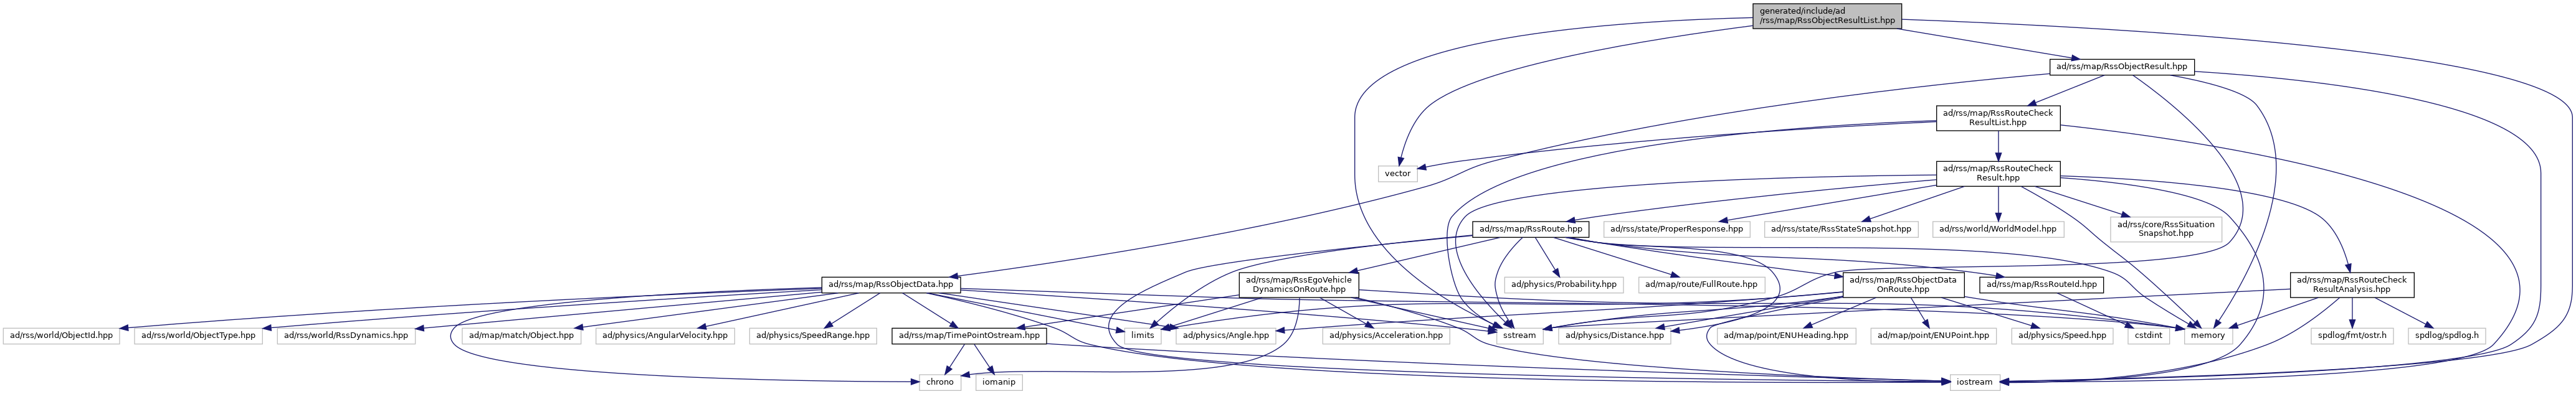 generated/include/ad
/rss/map/RssObjectResultList.hpp
ad/rss/map/RssObjectResult.hpp
ad/rss/map/RssRouteCheck
ResultList.hpp
vector
ad/rss/map/RssRouteCheck
Result.hpp
ad/rss/map/RssRoute.hpp
ad/rss/state/ProperResponse.hpp
ad/rss/state/RssStateSnapshot.hpp
ad/rss/world/WorldModel.hpp
ad/rss/core/RssSituation
Snapshot.hpp
ad/rss/map/RssObjectData.hpp
ad/rss/map/RssEgoVehicle
DynamicsOnRoute.hpp
ad/physics/Probability.hpp
ad/map/route/FullRoute.hpp
ad/rss/map/RssObjectData
OnRoute.hpp
ad/rss/map/RssRouteId.hpp
ad/rss/map/RssRouteCheck
ResultAnalysis.hpp
ad/rss/world/ObjectId.hpp
ad/rss/world/ObjectType.hpp
ad/rss/world/RssDynamics.hpp
ad/map/match/Object.hpp
ad/physics/AngularVelocity.hpp
ad/physics/SpeedRange.hpp
ad/rss/map/TimePointOstream.hpp
limits
ad/physics/Angle.hpp
ad/physics/Acceleration.hpp
sstream
ad/physics/Distance.hpp
ad/map/point/ENUHeading.hpp
ad/map/point/ENUPoint.hpp
ad/physics/Speed.hpp
cstdint
memory
spdlog/fmt/ostr.h
spdlog/spdlog.h
chrono
iomanip
iostream